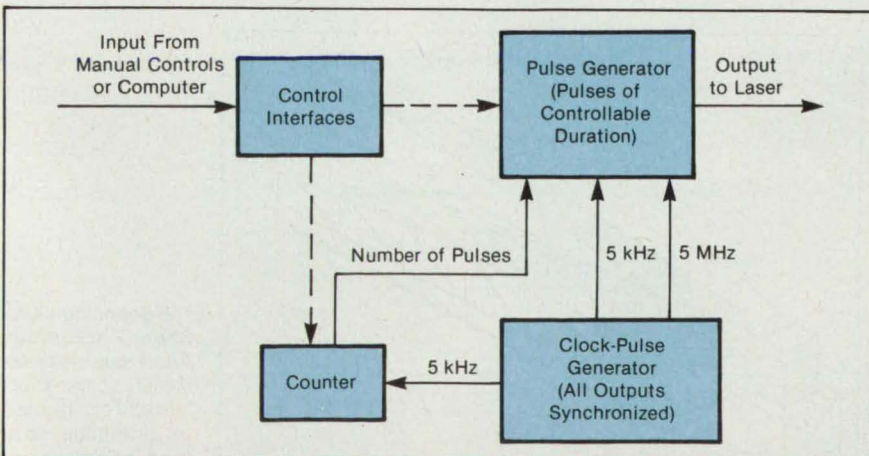 Input From
Manual Controls
or Computer
Control
Interfaces
Pulse Generator
(Pulses of
Controllable
Duration)
Output
to Laser
Number of Pulses
5 kHz
5 MHz
Counter
5 kHz
Clock-Pulse
Generator
(All Outputs
Synchronized)